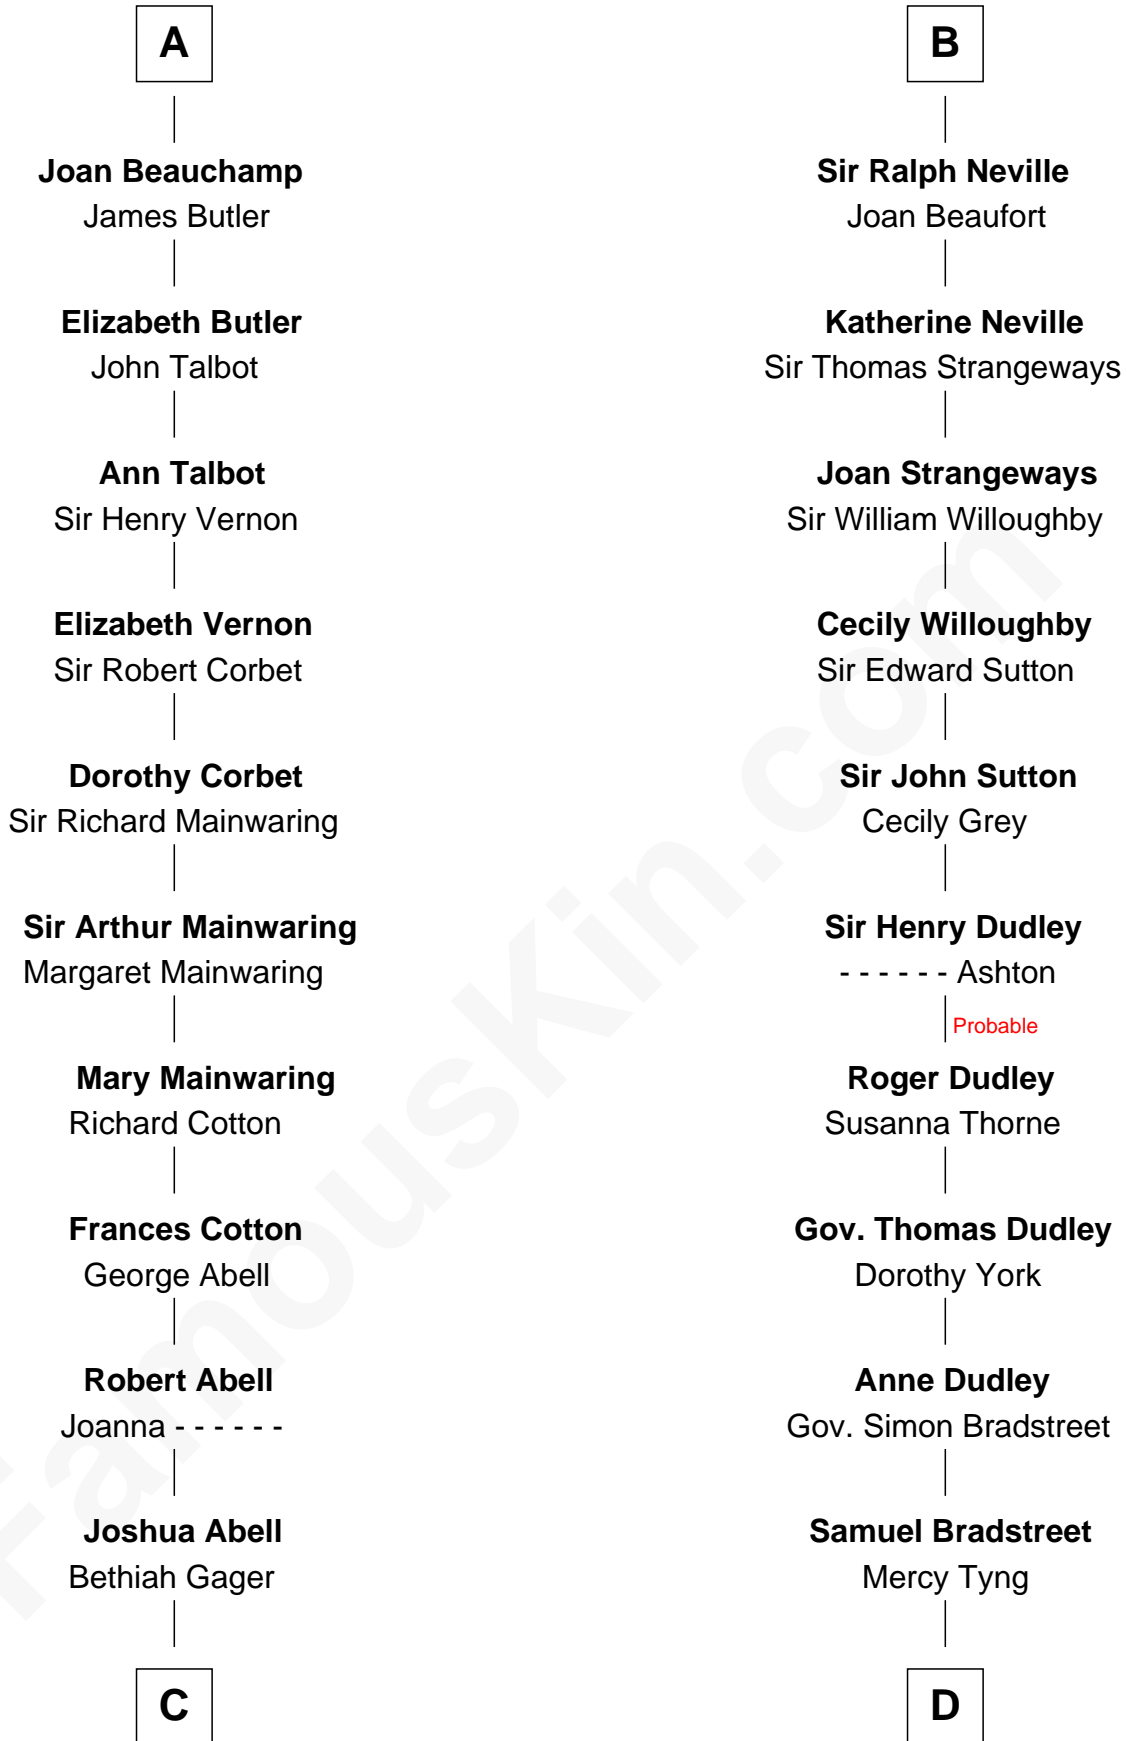 A
Joan Beauchamp
James Butler
Elizabeth Butler
John Talbot
Ann Talbot
Sir Henry Vernon
Elizabeth Vernon
Sir Robert Corbet
Dorothy Corbet
Sir Richard Mainwaring
Sir Arthur Mainwaring
Margaret Mainwaring
Mary Mainwaring
Richard Cotton
Frances Cotton
George Abell
Robert Abell
Joanna - - - - - -
Joshua Abell
Bethiah Gager
C
B
Sir Ralph Neville
Joan Beaufort
Katherine Neville
Sir Thomas Strangeways
Joan Strangeways
Sir William Willoughby
Cecily Willoughby
Sir Edward Sutton
Sir John Sutton
Cecily Grey
Sir Henry Dudley
- - - - - - Ashton
Probable
Roger Dudley
Susanna Thorne
Gov. Thomas Dudley
Dorothy York
Anne Dudley
Gov. Simon Bradstreet
Samuel Bradstreet
Mercy Tyng
D
FamousKin.com